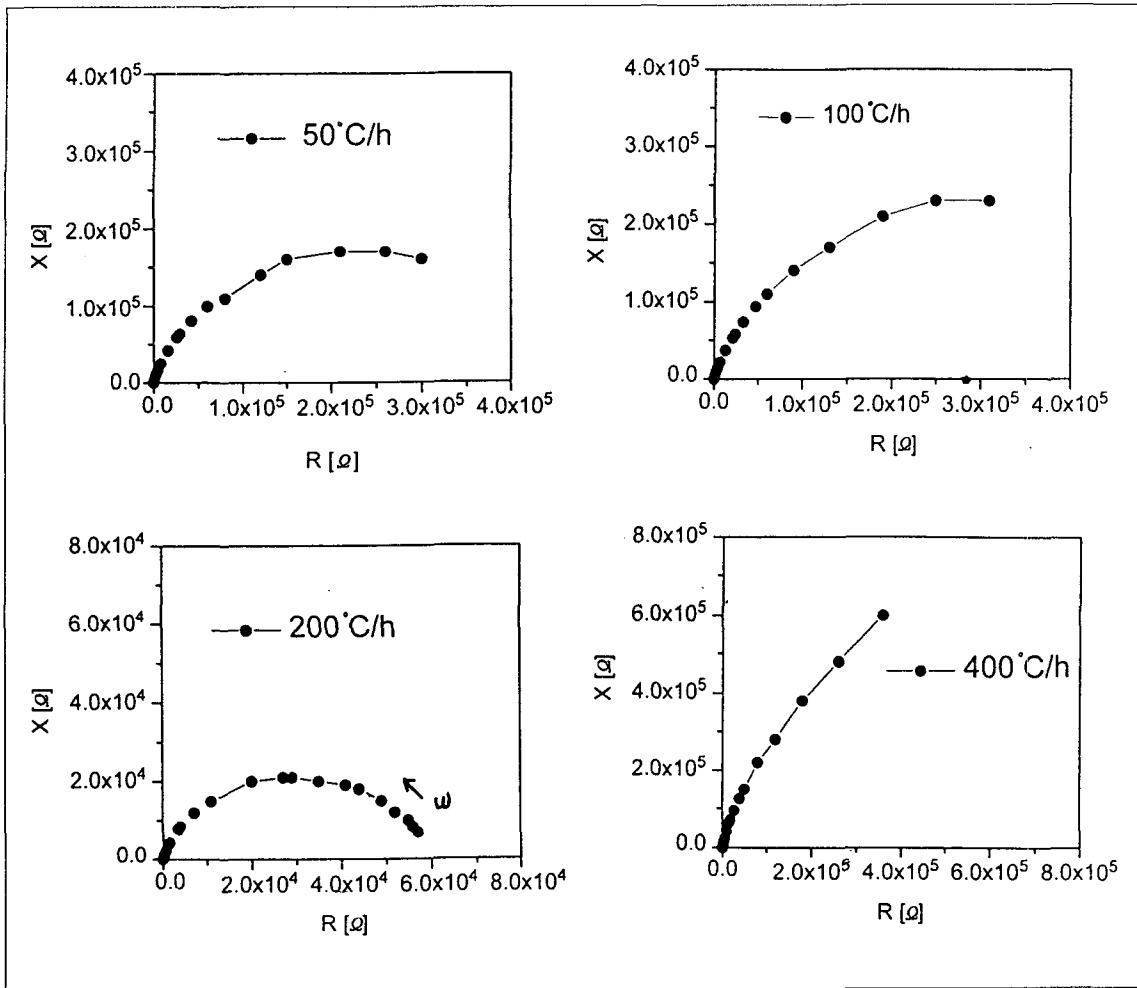 4.0x10⁵
3.0x10⁵
2.0x10⁵
1.0x10⁵
0.0
X [Ω]
50°C/h
0.0
1.0x10⁵
2.0x10⁵
3.0x10⁵
4.0x10⁵
R [Ω]
4.0x10⁵
3.0x10⁵
2.0x10⁵
1.0x10⁵
0.0
X [Ω]
100°C/h
0.0
1.0x10⁵
2.0x10⁵
3.0x10⁵
4.0x10⁵
R [Ω]
8.0x10⁴
6.0x10⁴
4.0x10⁴
2.0x10⁴
0.0
X [Ω]
200°C/h
ω
0.0
2.0x10⁴
4.0x10⁴
6.0x10⁴
8.0x10⁴
R [Ω]
8.0x10⁵
6.0x10⁵
4.0x10⁵
2.0x10⁵
0.0
X [Ω]
400°C/h
0.0
2.0x10⁵
4.0x10⁵
6.0x10⁵
8.0x10⁵
R [Ω]